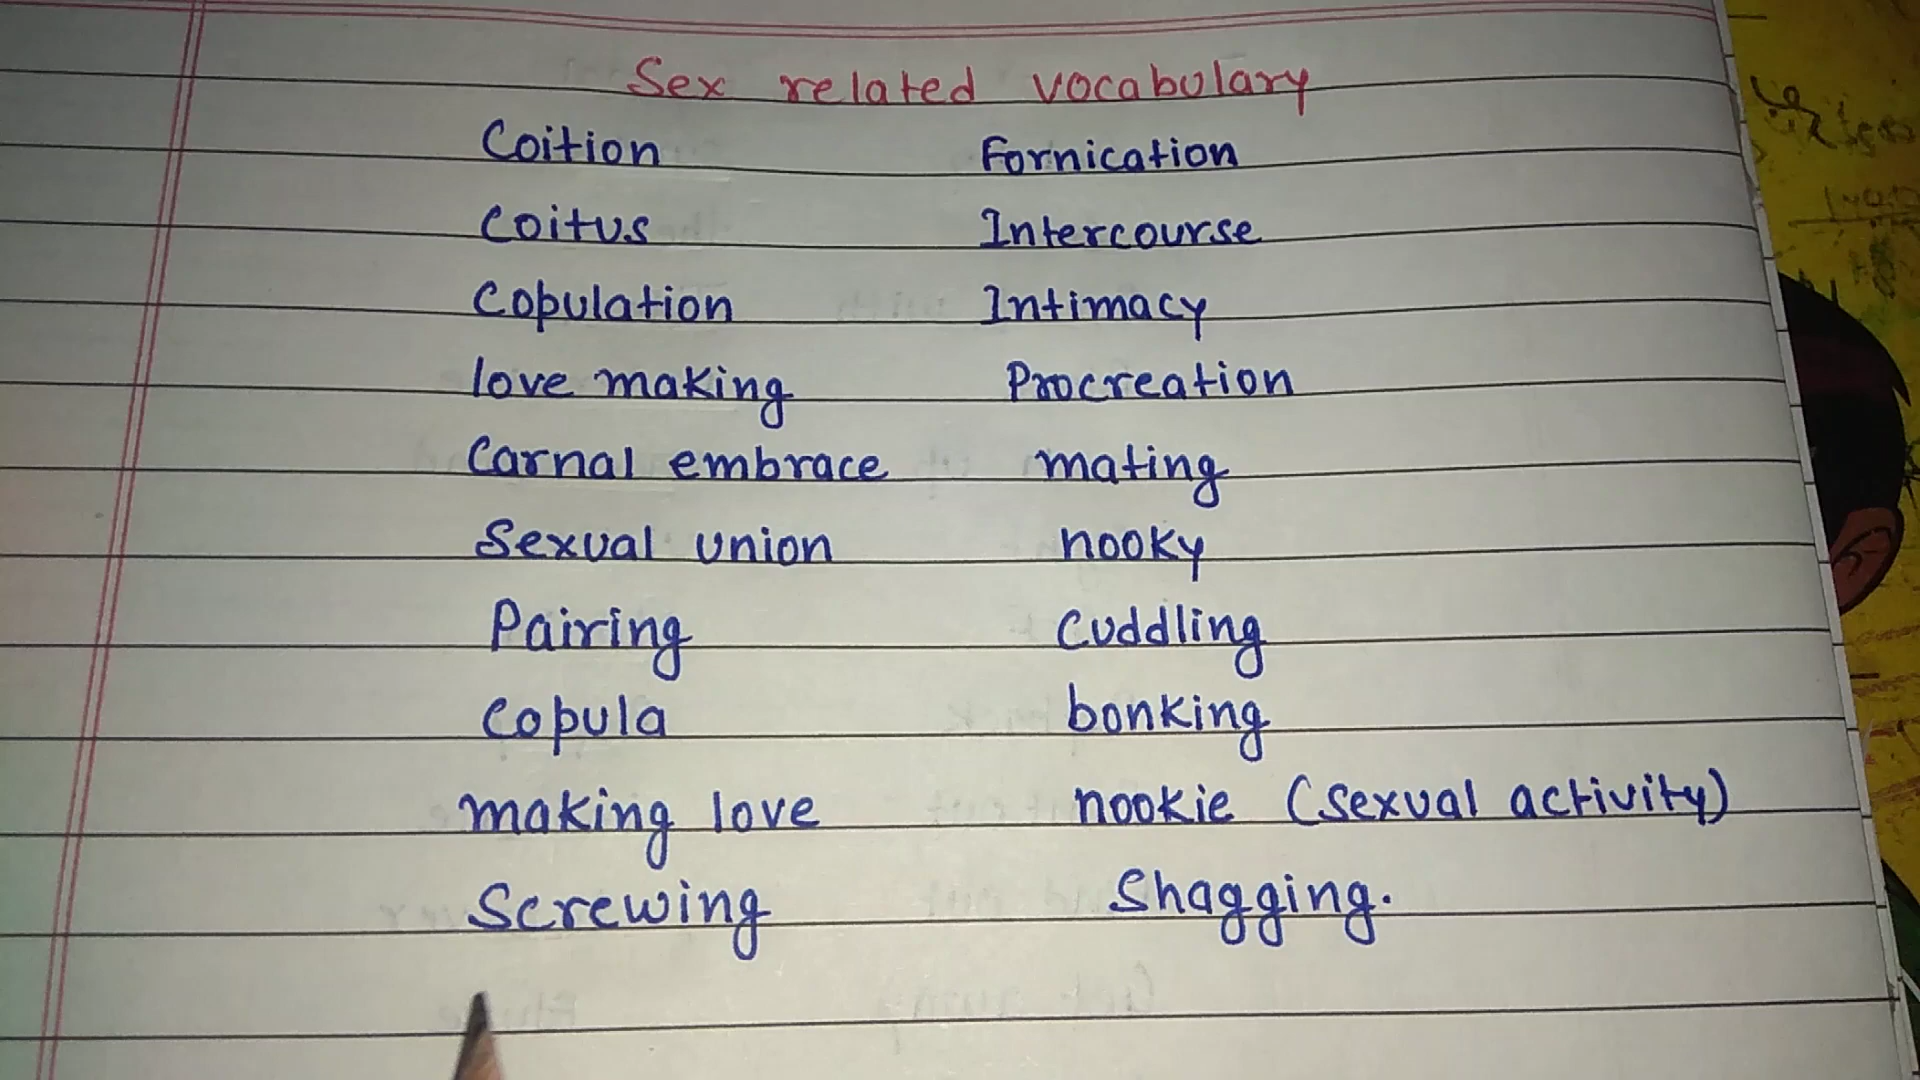 Sex related vocabulary
Coition Fornication
Coitus Intercourse
Copulation Intimacy
love making Procreation
Carnal embrace mating
Sexual union nooky
Pairing cuddling
Copula bonking
making love nookie (sexual activity)
Screwing Shagging.